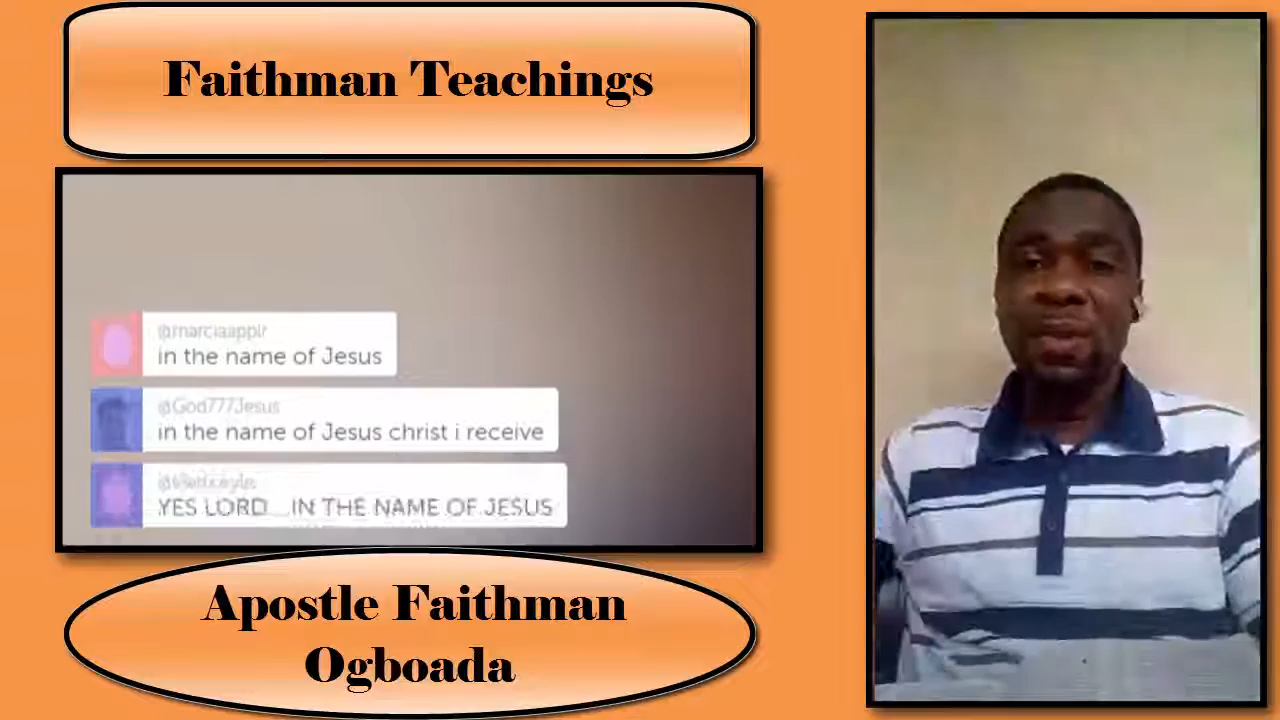 Faithman Teachings
in the name of Jesus
@God777Jesus
in the name of Jesus christ i receive
YES LORD IN THE NAME OF JESUS
Apostle Faithman
Ogboada